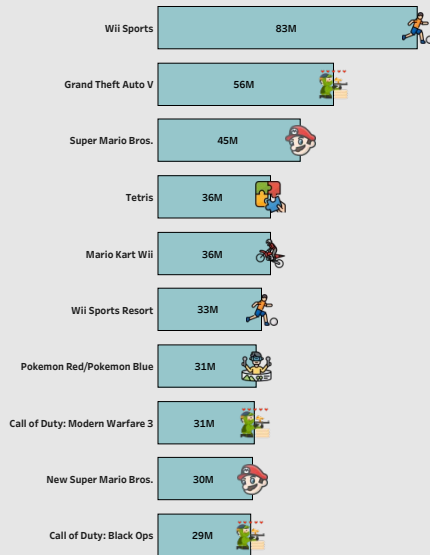 Wii Sports
83M
Grand Theft Auto V
56M
Super Mario Bros.
45M
Tetris
36M
Mario Kart Wii
36M
Wii Sports Resort
33M
Pokemon Red/Pokemon Blue
31M
Call of Duty: Modern Warfare 3
31M
New Super Mario Bros.
30M
Call of Duty: Black Ops
29M